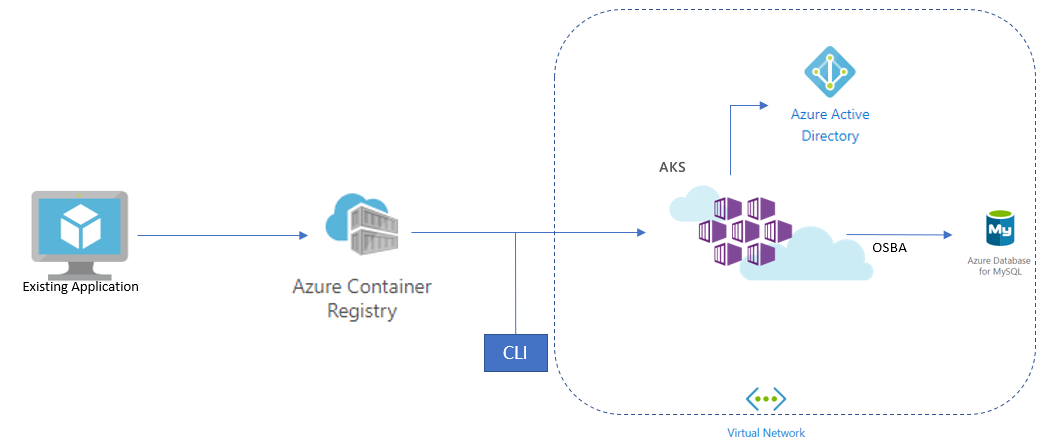 Azure Active
Directory
AKS
My
OSBA
Azure Database
for MySQL
Existing Application
Azure Container
Registry
CLI
Virtual Network